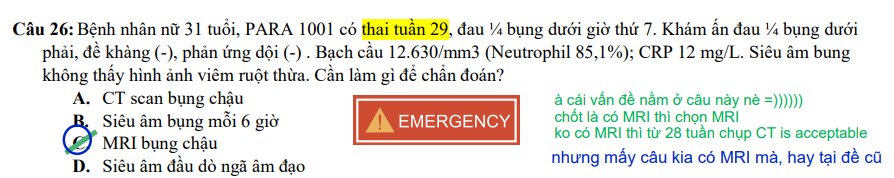 Câu 26: Bệnh nhân nữ 31 tuổi, PARA 1001 có thai tuần 29, đau ¼ bụng dưới giờ thứ 7. Khám ấn đau ¼ bụng dưới
phải, đề kháng (-), phản ứng dội (-) . Bạch cầu 12.630/mm3 (Neutrophil 85,1%); CRP 12 mg/L. Siêu âm bung
không thấy hình ảnh viêm ruột thừa. Cần làm gì để chẩn đoán?
A. CT scan bụng chậu
B. Siêu âm bụng mỗi 6 giờ
C. MRI bụng chậu
D. Siêu âm đầu dò ngã âm đạo
EMERGENCY
à cái vấn đề nằm ở câu này nè =))))))
chốt là có MRI thì chọn MRI
ko có MRI thì từ 28 tuần chụp CT is acceptable
nhưng mấy câu kia có MRI mà, hay tại đề cũ